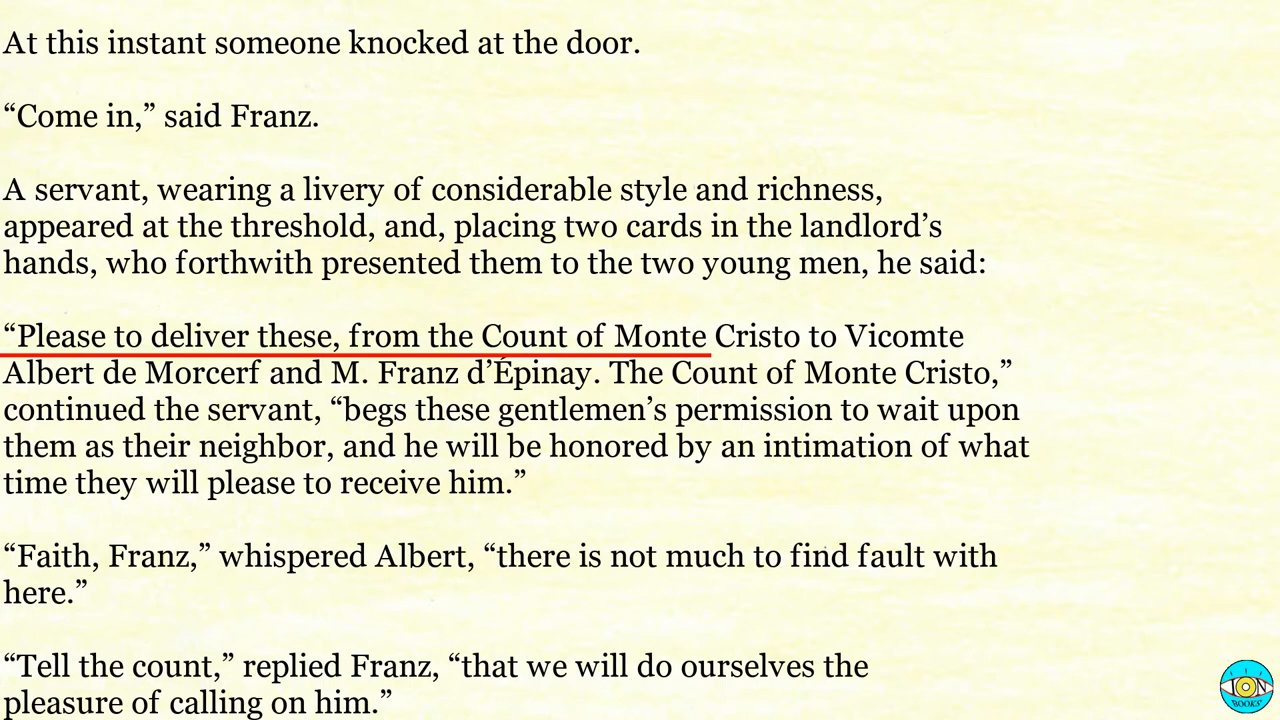 At this instant someone knocked at the door.
“Come in,” said Franz.
A servant, wearing a livery of considerable style and richness,
appeared at the threshold, and, placing two cards in the landlord’s
hands, who forthwith presented them to the two young men, he said:
“Please to deliver these, from the Count of Monte Cristo to Vicomte
Albert de Morcerf and M. Franz d’Épinay. The Count of Monte Cristo,”
continued the servant, “begs these gentlemen’s permission to wait upon
them as their neighbor, and he will be honored by an intimation of what
time they will please to receive him.”
“Faith, Franz,” whispered Albert, “there is not much to find fault with
here.”
“Tell the count,” replied Franz, “that we will do ourselves the
pleasure of calling on him.”
ION
BOOKS